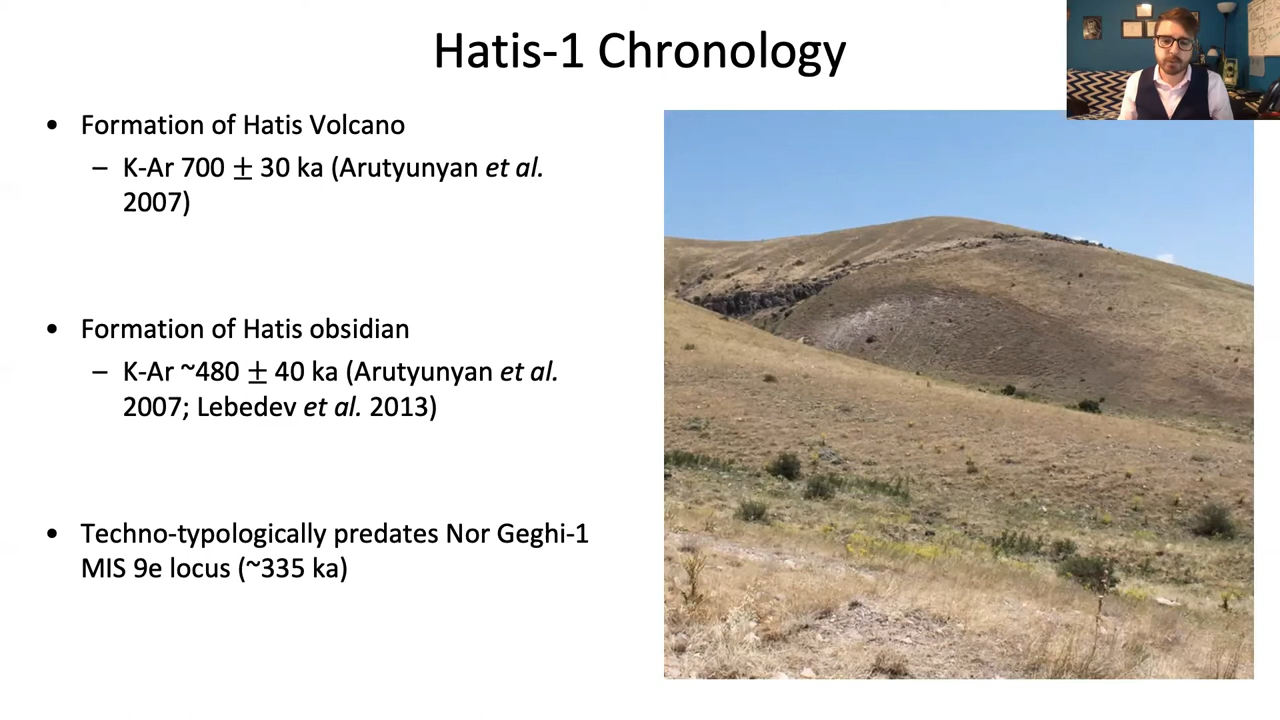 Hatis-1 Chronology
• Formation of Hatis Volcano
– K-Ar 700 ± 30 ka (Arutyunyan et al.
2007)
• Formation of Hatis obsidian
– K-Ar ~480 ± 40 ka (Arutyunyan et al.
2007; Lebedev et al. 2013)
• Techno-typologically predates Nor Geghi-1
MIS 9e locus (~335 ka)